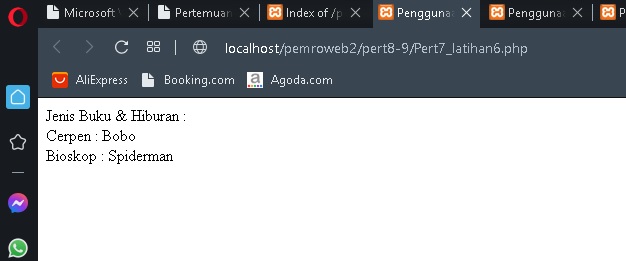 Microsoft
Pertemuan
Index of /p
Penggunaa
Penggunaa
P
localhost/pemroweb2/pert8-9/Pert7_latihan6.php
AliExpress
Booking.com
a
Agoda.com
Jenis Buku & Hiburan :
Cerpen : Bobo
Bioskop : Spiderman